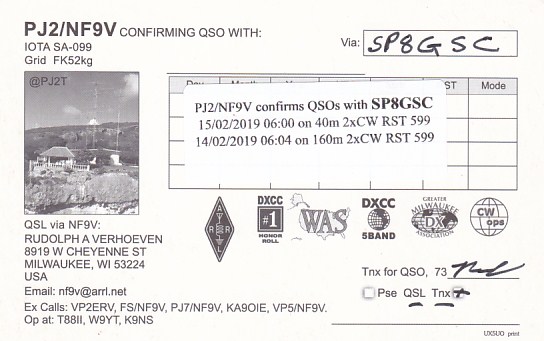 PJ2/NF9V CONFIRMING QSO WITH:
IOTA SA-099
Grid FK52kg
Via: SP8GSC
@PJ2T
Day Month ST Mode
PJ2/NF9V confirms QSOs with SP8GSC
15/02/2019 06:00 on 40m 2xCW RST 599
14/02/2019 06:04 on 160m 2xCW RST 599
QSL via NF9V:
RUDOLPH A VERHOEVEN
8919 W CHEYENNE ST
MILWAUKEE, WI 53224
USA
Email: nf9v@arrl.net
Ex Calls: VP2ERV, FS/NF9V, PJ7/NF9V, KA9OIE, VP5/NF9V.
Op at: T88II, W9YT, K9NS
ARRL
DXCC
#1
HONOR
ROLL
WAS
DXCC
5BAND
GREATER
MILWAUKEE
DX
ASSOCIATION
CW
ops
Tnx for QSO, 73
Pse QSL Tnx
UX5UO print